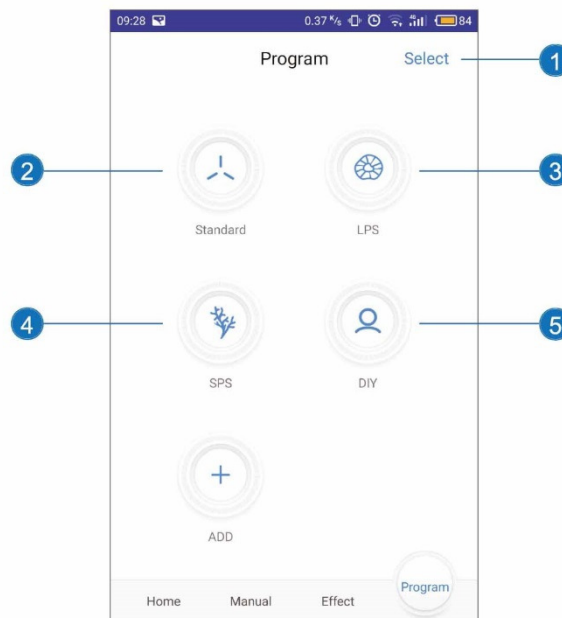 09:28 0.37 K/s 4G 84
Program Select 1
2 3
Standard LPS
4 5
SPS DIY
ADD
Home Manual Effect Program